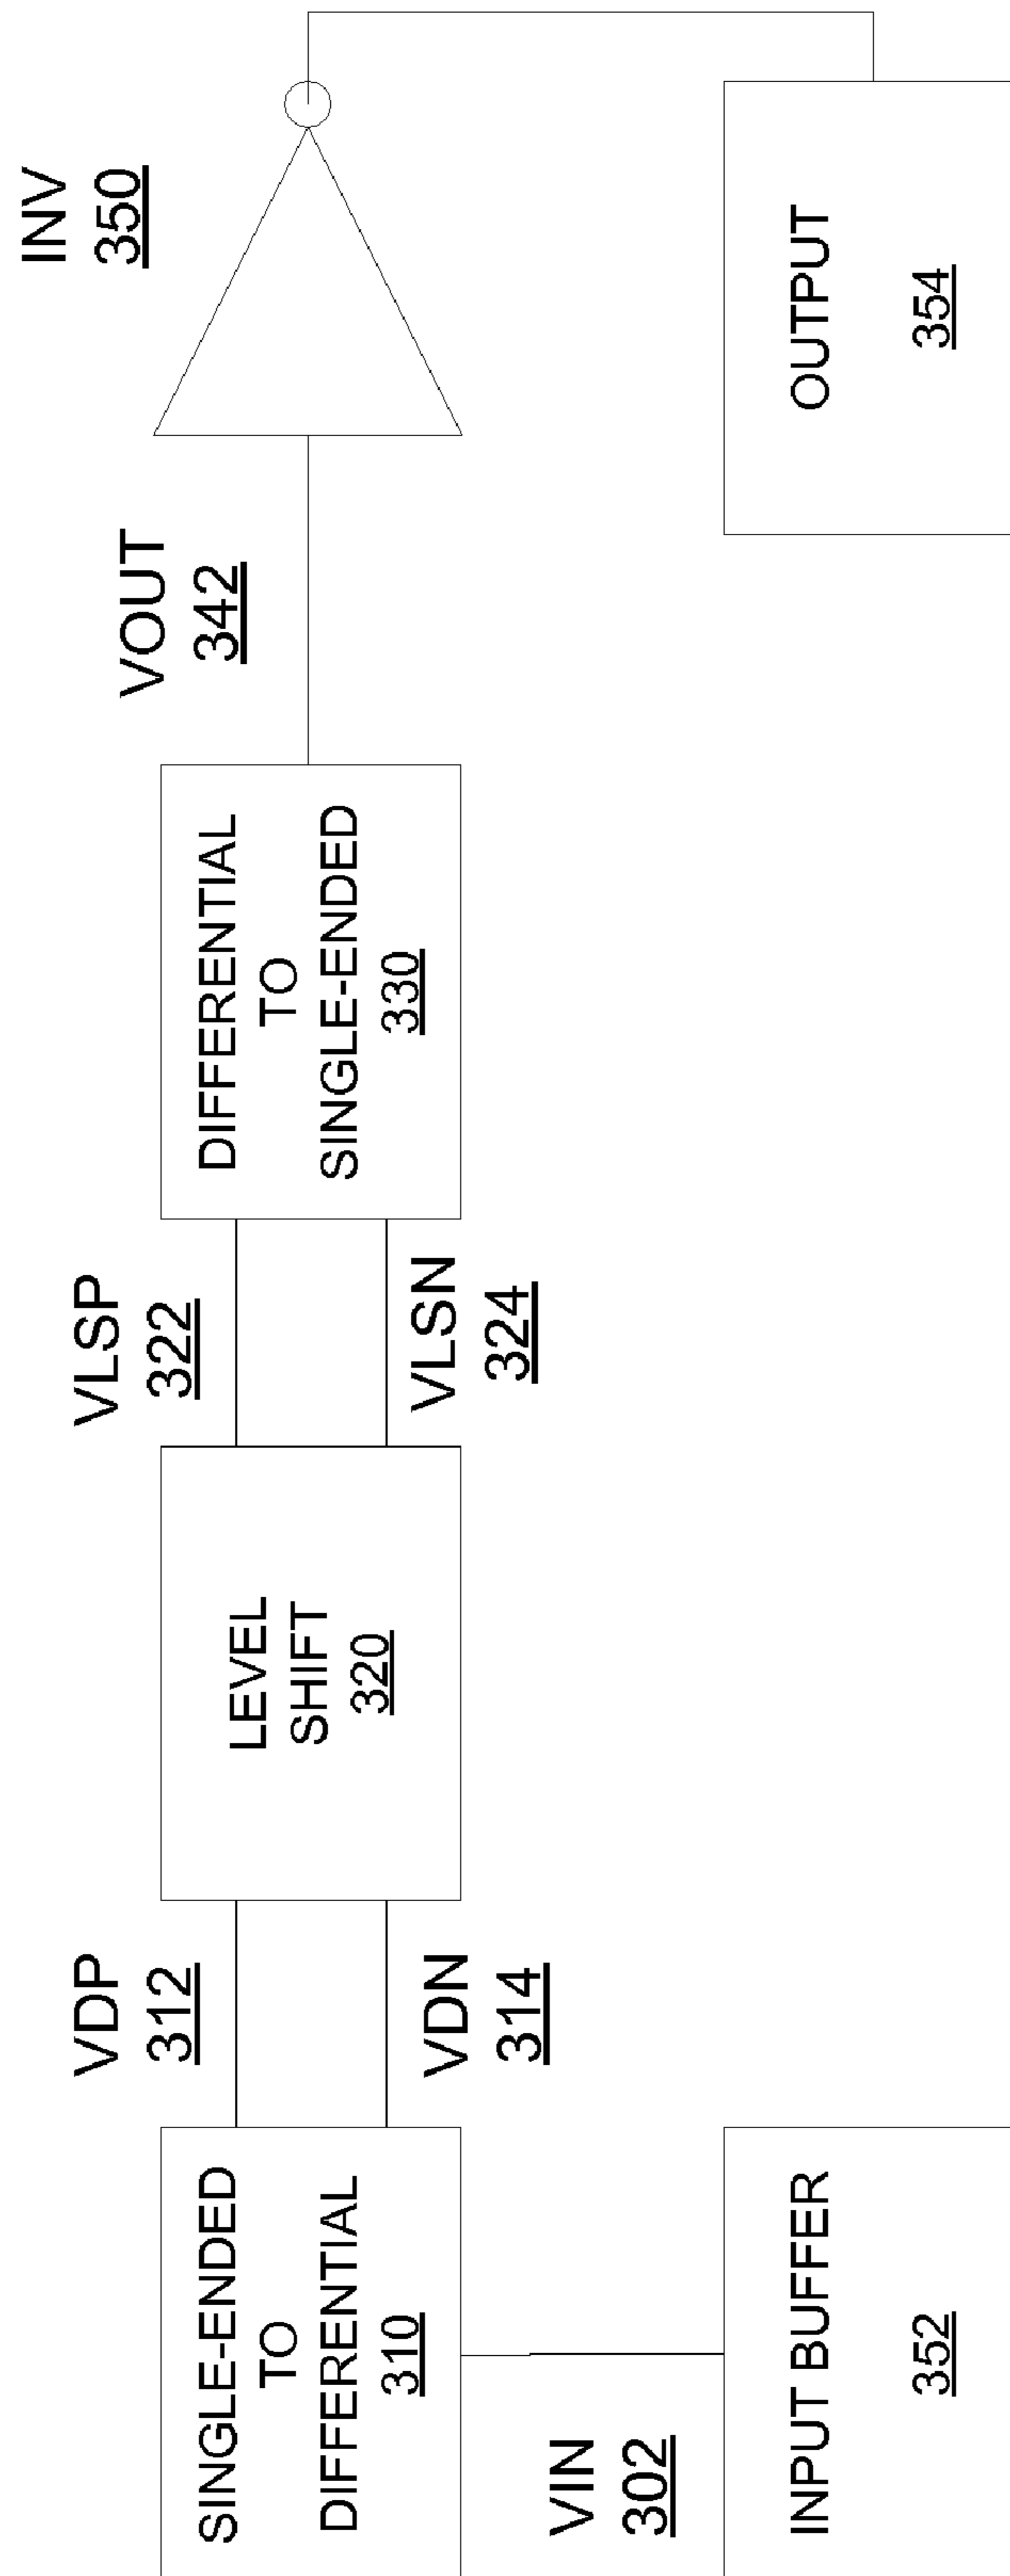 SINGLE-ENDED
TO
DIFFERENTIAL
310
VDP
312
VDN
314
LEVEL
SHIFT
320
VLSP
322
VLSN
324
DIFFERENTIAL
TO
SINGLE-ENDED
330
VOUT
342
INV
350
VIN
302
INPUT BUFFER
352
OUTPUT
354